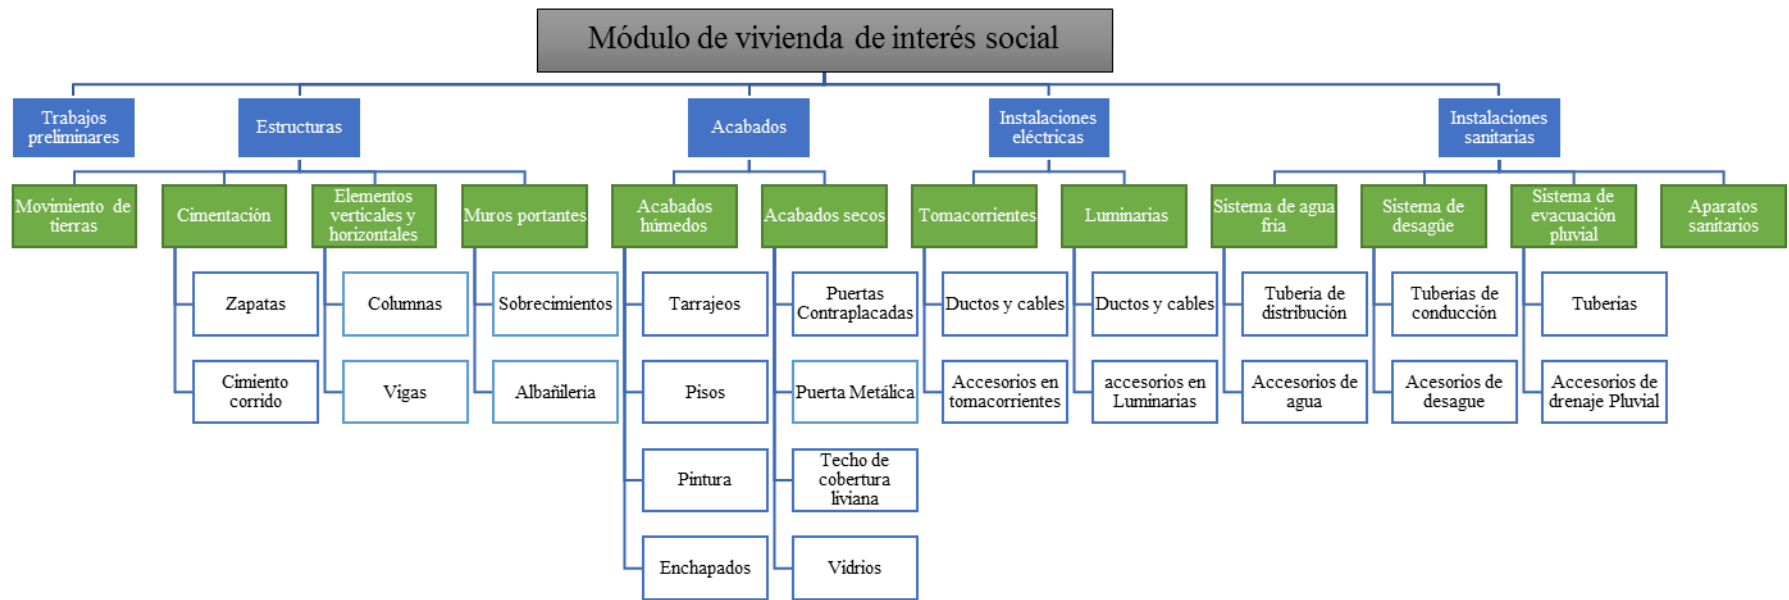 Módulo de vivienda de interés social
Trabajos
preliminares
Estructuras
Acabados
Instalaciones
eléctricas
Instalaciones
sanitarias
Movimiento de
tierras
Cimentación
Elementos
verticales y
horizontales
Muros portantes
Acabados
húmedos
Acabados secos
Tomacorrientes
Luminarias
Sistema de agua
fria
Sistema de
desagüe
Sistema de
evacuación
pluvial
Aparatos
sanitarios
Zapatas
Columnas
Sobrecimientos
Tarrajeos
Puertas
Contraplacadas
Ductos y cables
Ductos y cables
Tuberia de
distribución
Tuberias de
conducción
Tuberias
Cimiento
corrido
Vigas
Albañileria
Pisos
Puerta Metálica
Accesorios en
tomacorrientes
accesorios en
Luminarias
Accesorios de
agua
Acesorios de
desague
Accesorios de
drenaje Pluvial
Pintura
Techo de
cobertura
liviana
Enchapados
Vidrios